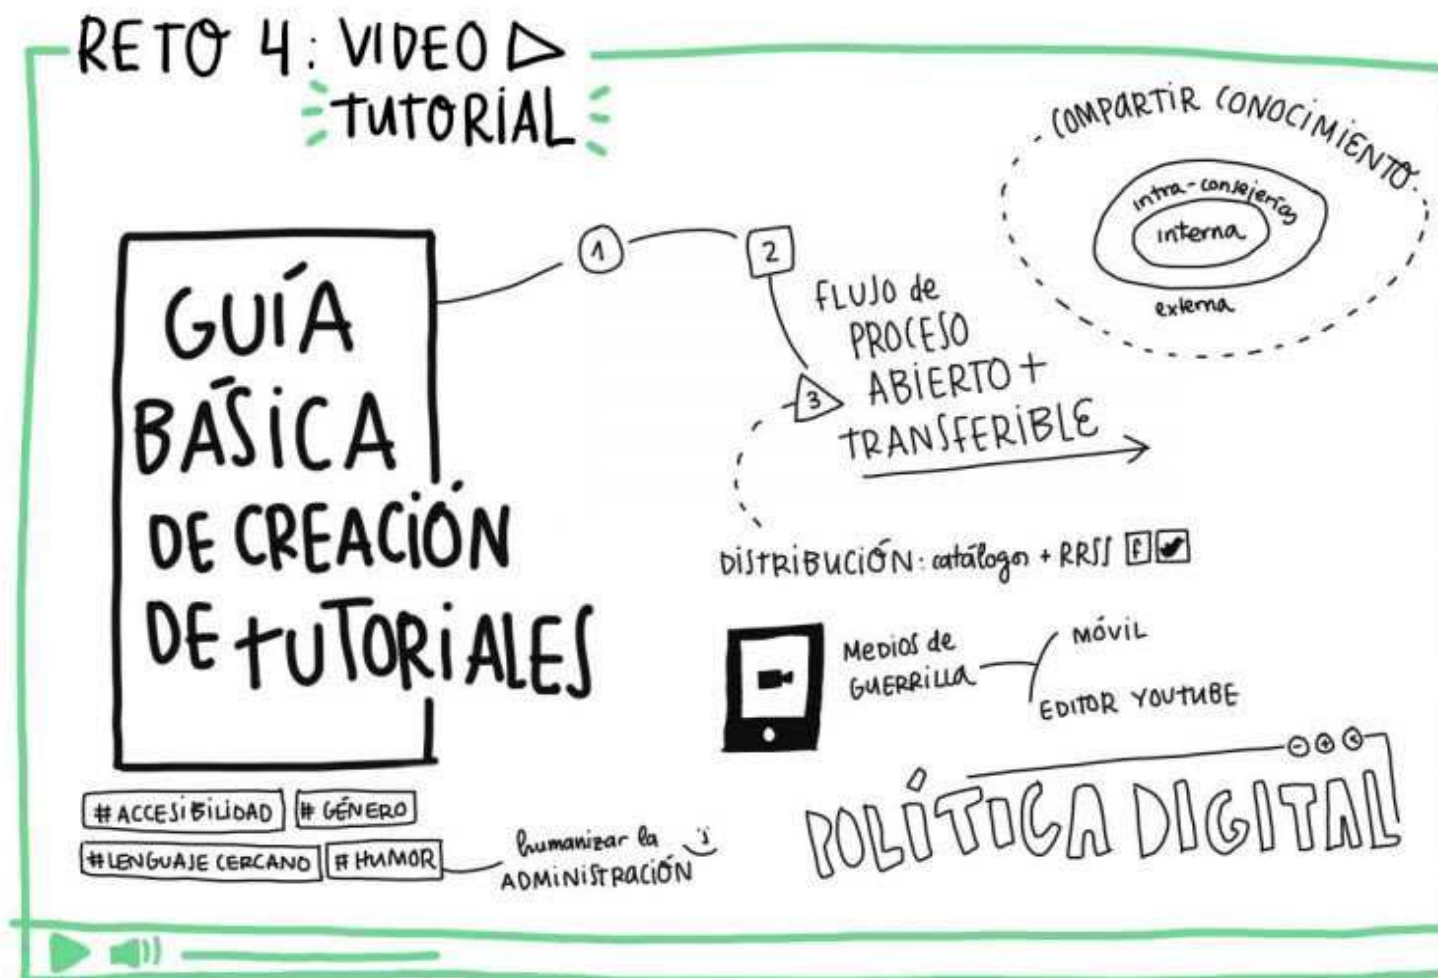 RETO 4: VIDEO
TUTORIAL
COMPARTIR CONOCIMIENTO
intra-consejerías
interna
externa
GUÍA
BÁSICA
DE CREACIÓN
DE TUTORIALES
1
2
3
FLUJO de
PROCESO
ABIERTO +
TRANSFERIBLE
DISTRIBUCIÓN: catálogos + RRSS f
MEDIOS de
GUERRILLA
MÓVIL
EDITOR YOUTUBE
POLÍTICA DIGITAL
#ACCESIBILIDAD # GÉNERO
#LENGUAJE CERCANO # HUMOR
humanizar la
ADMINISTRACIÓN